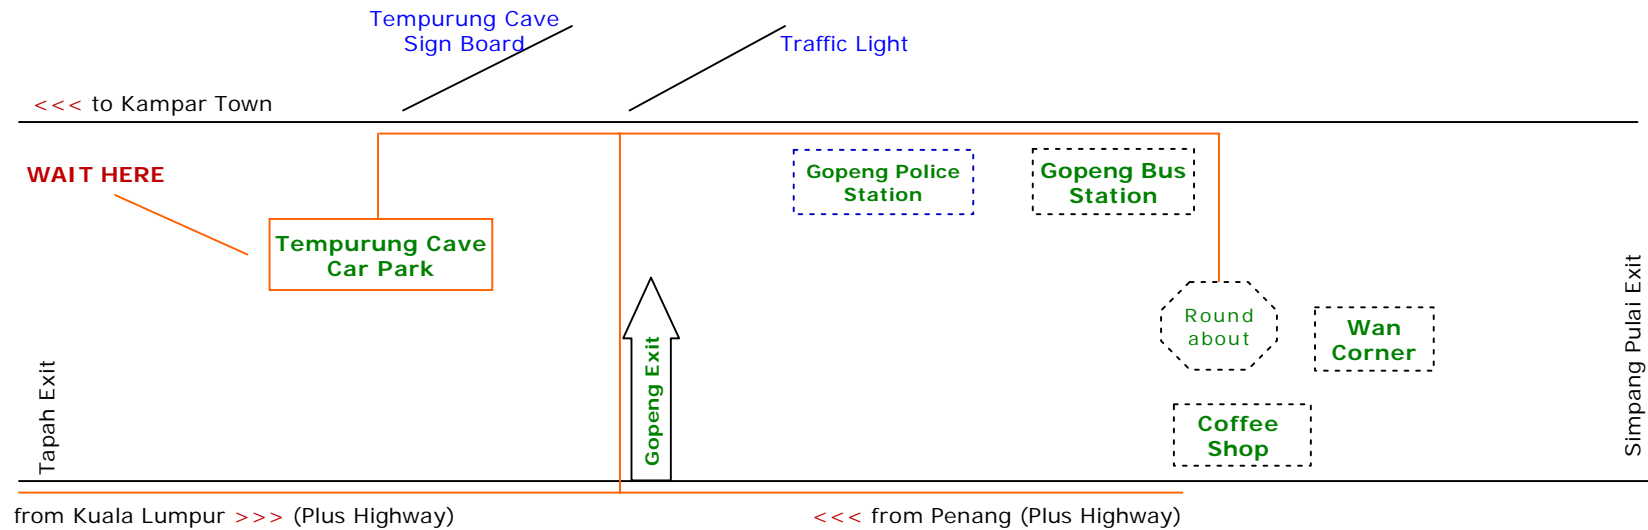 Tempurung Cave
Sign Board
Traffic Light
<<< to Kampar Town
WAIT HERE
Gopeng Police
Station
Gopeng Bus
Station
Tempurung Cave
Car Park
Round
about
Wan
Corner
Coffee
Shop
Gopeng Exit
Tapah Exit
Simpang Pulai Exit
from Kuala Lumpur >>> (Plus Highway)
<<< from Penang (Plus Highway)